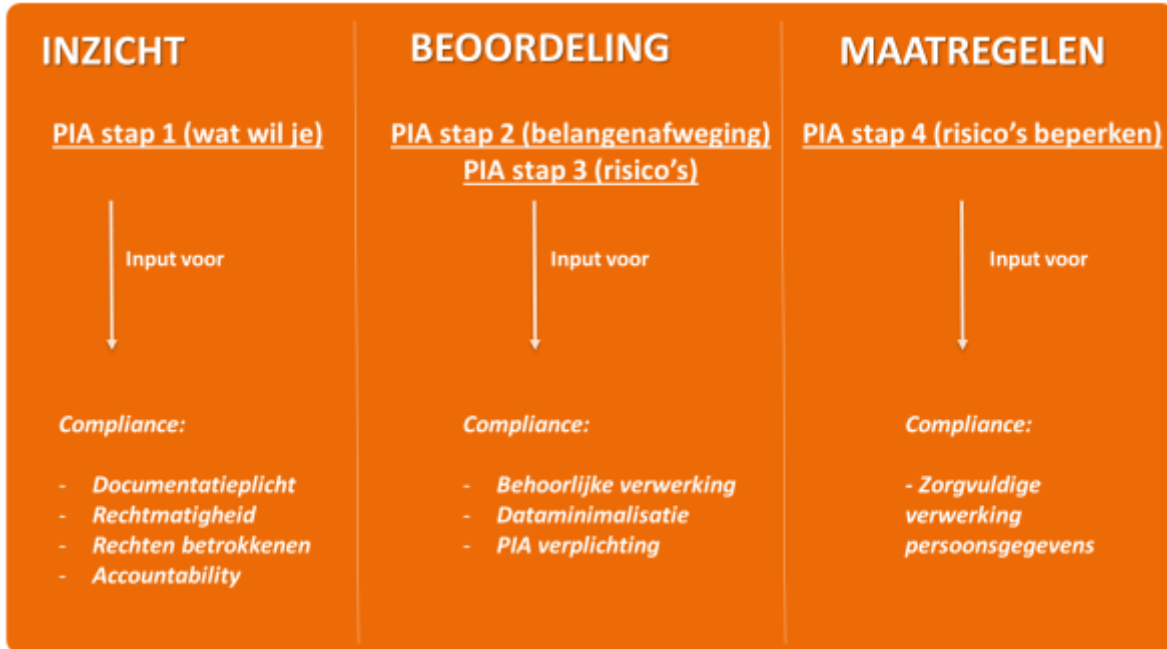 INZICHT
PIA stap 1 (wat wil je)
Input voor
Compliance:
- Documentatieplicht
- Rechtmatigheid
- Rechten betrokkenen
- Accountability
BEOORDELING
PIA stap 2 (belangenafweging)
PIA stap 3 (risico's)
Input voor
Compliance:
- Behoorlijke verwerking
- Dataminimalisatie
- PIA verplichting
MAATREGELEN
PIA stap 4 (risico's beperken)
Input voor
Compliance:
- Zorgvuldige
verwerking
persoonsgegevens